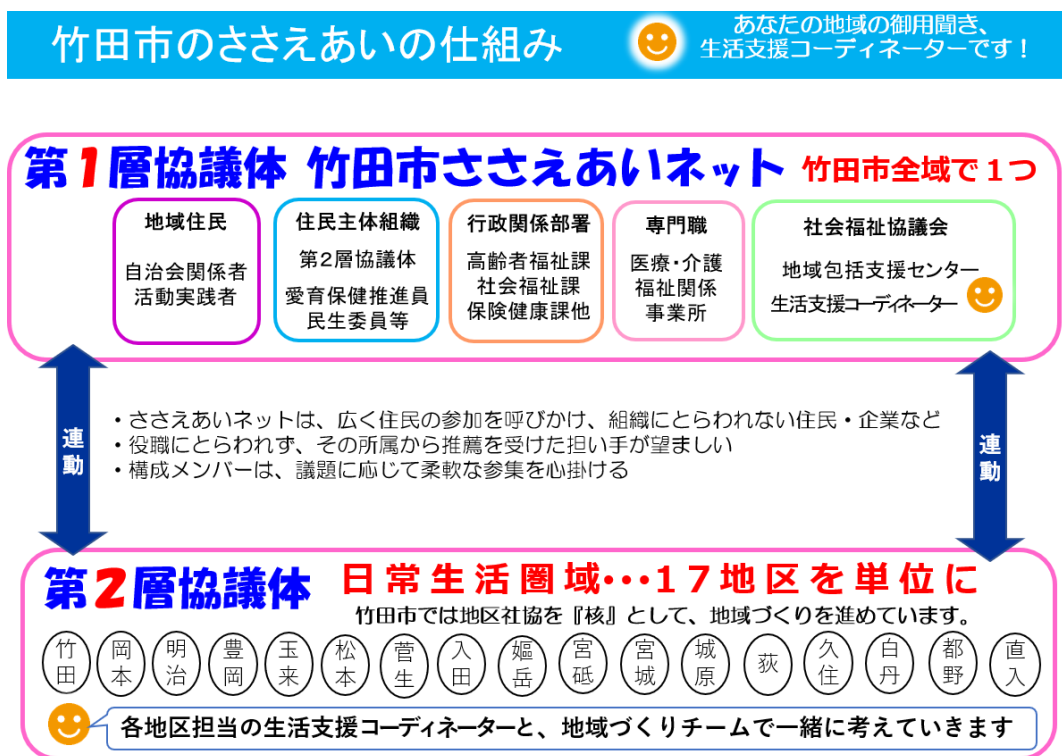 竹田市のささえあいの仕組み
あなたの地域の御用聞き、
生活支援コーディネーターです！
第1層協議体 竹田市ささえあいネット 竹田市全域で１つ
地域住民
自治会関係者
活動実践者
住民主体組織
第２層協議体
愛育保健推進員
民生委員等
行政関係部署
高齢者福祉課
社会福祉課
保険健康課他
専門職
医療・介護
福祉関係
事業所
社会福祉協議会
地域包括支援センター
生活支援コーディネーター
連動
・ささえあいネットは、広く住民の参加を呼びかけ、組織にとらわれない住民・企業など
・役職にとらわれず、その所属から推薦を受けた担い手が望ましい
・構成メンバーは、議題に応じて柔軟な参集を心掛ける
連動
第2層協議体 日常生活圏域･･･１７地区を単位に
竹田市では地区社協を『核』として、地域づくりを進めています。
竹田
岡本
明治
豊岡
玉来
松本
菅生
入田
嫗岳
宮砥
宮城
城原
荻
久住
白丹
都野
直入
各地区担当の生活支援コーディネーターと、地域づくりチームで一緒に考えていきます